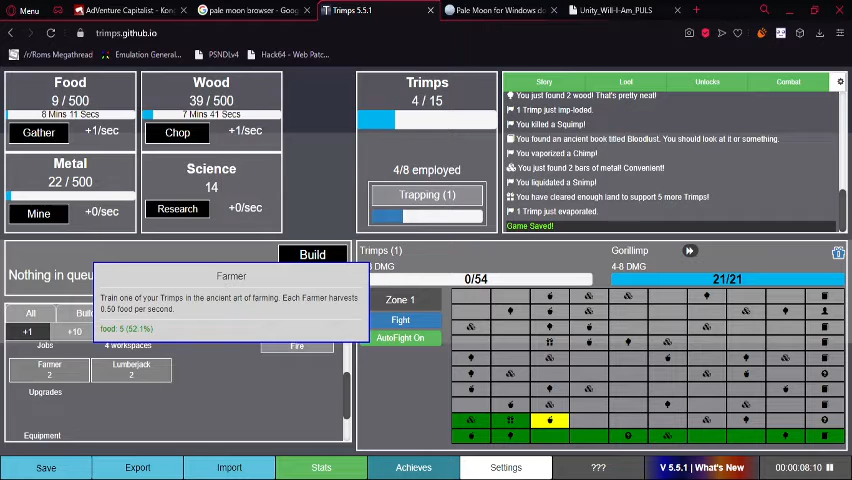 Menu
AdVenture Capitalist - Kong
pale moon browser - Goog
Trimps 5.5.1
Pale Moon for Windows do
Unity_Will-I-Am_PULS
trimps.github.io
/r/Roms Megathread
Emulation General...
PSNDLv4
Hack64 - Web Patc...
Food
9 / 500
8 Mins 11 Secs
Gather
+1/sec
Wood
39 / 500
7 Mins 41 Secs
Chop
+1/sec
Metal
22 / 500
Mine
+0/sec
Science
14
Research
+0/sec
Trimps
4 / 15
4/8 employed
Trapping (1)
Story
Loot
Unlocks
Combat
You just found 2 wood! That's pretty neat!
1 Trimp just imp-loded.
You killed a Squimp!
You found an ancient book titled Bloodlust. You should look at it or something.
You vaporized a Chimp!
You just found 2 bars of metal! Convenient!
You liquidated a Snimp!
You have cleared enough land to support 5 more Trimps!
1 Trimp just evaporated.
Game Saved!
Build
Nothing in queu
Farmer
Train one of your Trimps in the ancient art of farming. Each Farmer harvests
0.50 food per second.
food: 5 (52.1%)
All
+1
+10
Jobs
4 workspaces
Fire
Farmer
2
Lumberjack
2
Upgrades
Equipment
Trimps (1)
DMG
0/54
Gorillimp
4-8 DMG
21/21
Zone 1
Fight
AutoFight On
Save
Export
Import
Stats
Achieves
Settings
???
V 5.5.1 | What's New
00:00:08:10